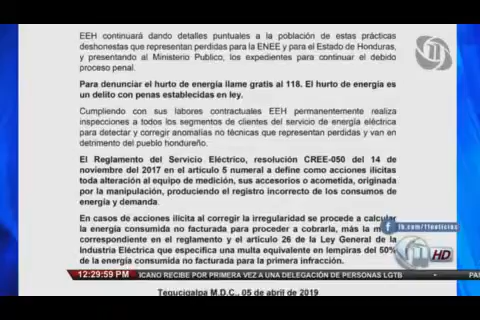 EEH continuará dando detalles puntuales a la población de estas prácticas
deshonestas que representan perdidas para la ENEE y para el Estado de Honduras,
y presentando al Ministerio Publico, los expedientes para continuar el debido
proceso penal.
Para denunciar el hurto de energía llame gratis al 118. El hurto de energía es
un delito con penas establecidas en ley.
Cumpliendo con sus labores contractuales EEH permanentemente realiza
inspecciones a todos los segmentos de clientes del servicio de energía eléctrica
para detectar y corregir anomalías no técnicas que representan perdidas y van en
detrimento del pueblo hondureño.
El Reglamento del Servicio Eléctrico, resolución CREE-050 del 14 de
noviembre del 2017 en el artículo 5 numeral a define como acciones ilícitas
toda alteración al equipo de medición, sus accesorios o acometida, originada
por la manipulación, produciendo el registro incorrecto de los consumos de
energía y demanda.
En casos de acciones ilícita al corregir la irregularidad se procede a calcular
la energía consumida no facturada para proceder a cobrarla, más la
correspondiente en el reglamento y el artículo 26 de la Ley General de la
Industria Eléctrica que especifica una multa equivalente en lempiras del 50%
de la energía consumida no facturada para la primera infracción.
Tegucigalpa M.D.C., 05 de abril de 2019
fb.com/11noticias
11 HD
12:29:59 PM
ICANO RECIBE POR PRIMERA VEZ A UNA DELEGACIÓN DE PERSONAS LGTB
PA